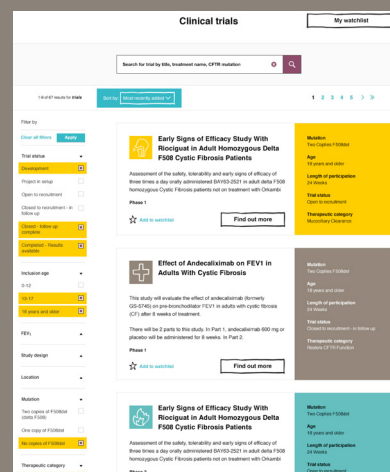 Clinical trials
My watchlist
Search for trial by title, treatment name, CFTR mutation
1-8 of 47 results for trials
Sort by Most recently added
1 2 3 4 5 > »
Filter by
Clear all filters Apply
Trial status
Development
Project in setup
Open to recruitment
Closed to recruitment - in
follow up
Closed - follow up
complete
Completed - Results
available
Inclusion age
0-12
12-17
18 years and older
FEV1
Study design
Location
Mutation
Two copies of F508del
(delta F508)
One copy of F508del
No copies of F508del
Therapeutic category
Early Signs of Efficacy Study With
Riociguat in Adult Homozygous Delta
F508 Cystic Fibrosis Patients
Assessment of the safety, tolerability and early signs of efficacy of
three times a day orally administered BAY63-2521 in adult delta F508
homozygous Cystic Fibrosis patients not on treatment with Orkambi
Phase 1
Add to watchlist
Find out more
Mutation
Two Copies F508del
Age
18 years and older
Length of participation
24 Weeks
Trial status
Open to recruitment
Therapeutic category
Mucociliary Clearance
Effect of Andecaliximab on FEV1 in
Adults With Cystic Fibrosis
This study will evaluate the effect of andecaliximab (formerly
GS-5745) on pre-bronchodilator FEV1 in adults with cystic fibrosis
(CF) after 8 weeks of treatment.
There will be 2 parts to this study. In Part 1, andecaliximab 600 mg or
placebo will be administered for 8 weeks. In Part 2
Phase 1
Add to watchlist
Find out more
Mutation
Two Copies F508del
Age
18 years and older
Length of participation
24 Weeks
Trial status
Closed to recruitment - in follow up
Therapeutic category
Restore CFTR Function
Early Signs of Efficacy Study With
Riociguat in Adult Homozygous Delta
F508 Cystic Fibrosis Patients
Assessment of the safety, tolerability and early signs of efficacy of
three times a day orally administered BAY63-2521 in adult delta F508
homozygous Cystic Fibrosis patients not on treatment with Orkambi
Mutation
Two Copies F508del
Age
18 years and older
Length of participation
24 Weeks
Trial status
Open to recruitment